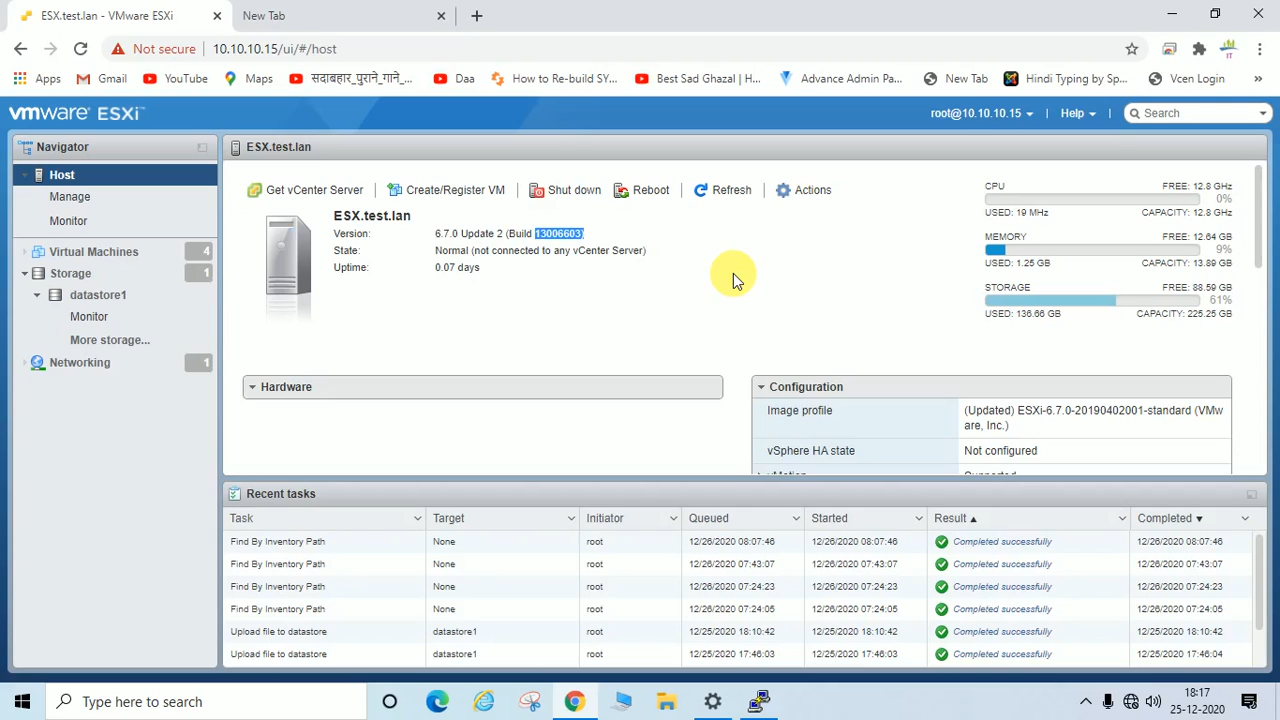 ESX.test.lan - VMware ESXi
New Tab
Not secure
10.10.10.15/ui/#/host
Apps
Gmail
YouTube
Maps
सदाबहार_पुराने_गाने_...
Daa
How to Re-build SY...
Best Sad Ghazal | H...
Advance Admin Pa...
New Tab
Hindi Typing by Sp...
Vcen Login
»
vmware ESXi™
root@10.10.10.15
Help
Search
Navigator
ESX.test.lan
Host
Manage
Monitor
Virtual Machines 4
Storage 1
datastore1
Monitor
More storage...
Networking 1
Get vCenter Server
Create/Register VM
Shut down
Reboot
Refresh
Actions
ESX.test.lan
Version: 6.7.0 Update 2 (Build 13006603)
State: Normal (not connected to any vCenter Server)
Uptime: 0.07 days
CPU FREE: 12.8 GHz
0%
USED: 19 MHz CAPACITY: 12.8 GHz
MEMORY FREE: 12.64 GB
9%
USED: 1.25 GB CAPACITY: 13.89 GB
STORAGE FREE: 88.59 GB
61%
USED: 136.66 GB CAPACITY: 225.25 GB
Hardware
Configuration
Image profile (Updated) ESXi-6.7.0-20190402001-standard (VMw
are, Inc.)
vSphere HA state Not configured
vMotion Supported
Recent tasks
Task Target Initiator Queued Started Result Completed
Find By Inventory Path None root 12/26/2020 08:07:46 12/26/2020 08:07:46 Completed successfully 12/26/2020 08:07:46
Find By Inventory Path None root 12/26/2020 07:43:07 12/26/2020 07:43:07 Completed successfully 12/26/2020 07:43:07
Find By Inventory Path None root 12/26/2020 07:24:23 12/26/2020 07:24:23 Completed successfully 12/26/2020 07:24:23
Find By Inventory Path None root 12/26/2020 07:24:05 12/26/2020 07:24:05 Completed successfully 12/26/2020 07:24:05
Upload file to datastore datastore1 root 12/25/2020 18:10:42 12/25/2020 18:10:42 Completed successfully 12/25/2020 18:10:42
Upload file to datastore datastore1 root 12/25/2020 17:46:03 12/25/2020 17:46:03 Completed successfully 12/25/2020 17:46:04
Type here to search
18:17
25-12-2020